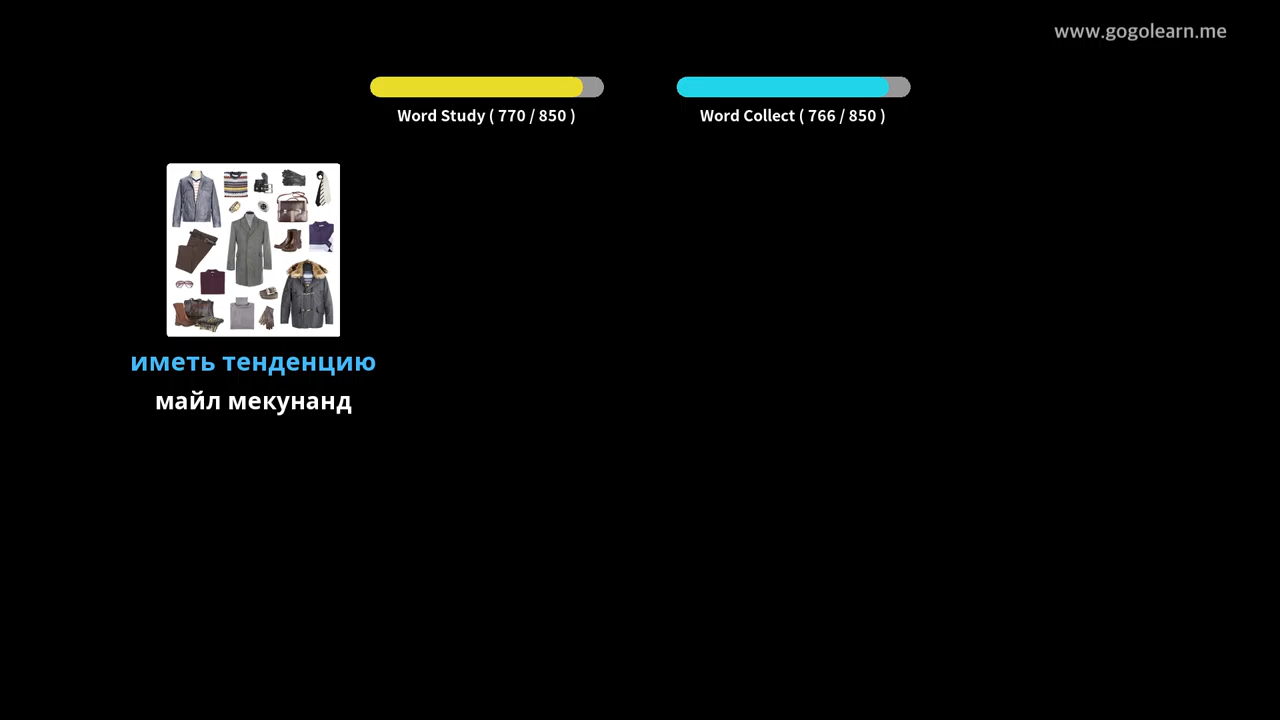 www.gogolearn.me
Word Study ( 770 / 850 )
Word Collect ( 766 / 850 )
иметь тенденцию
майл мекунанд